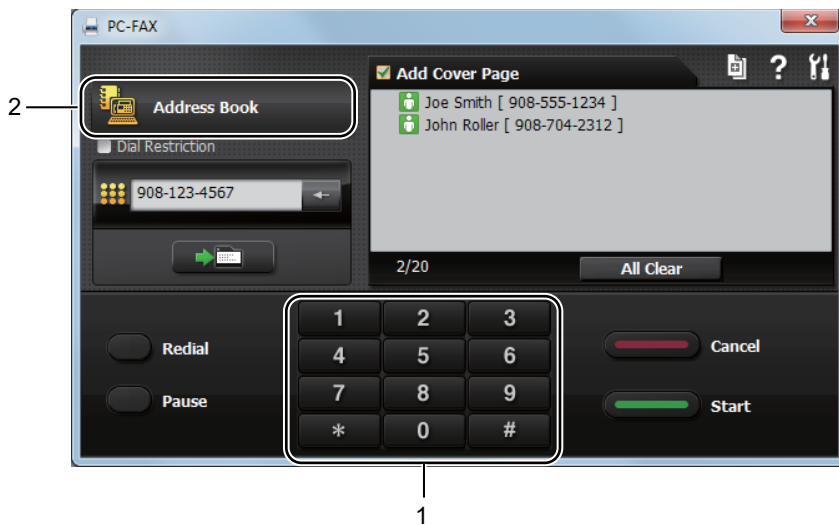 PC-FAX
2
Address Book
Dial Restriction
908-123-4567
Add Cover Page
?
Joe Smith [ 908-555-1234 ]
John Roller [ 908-704-2312 ]
2/20
All Clear
Redial
Pause
1 2 3
4 5 6
7 8 9
* 0 #
Cancel
Start
1